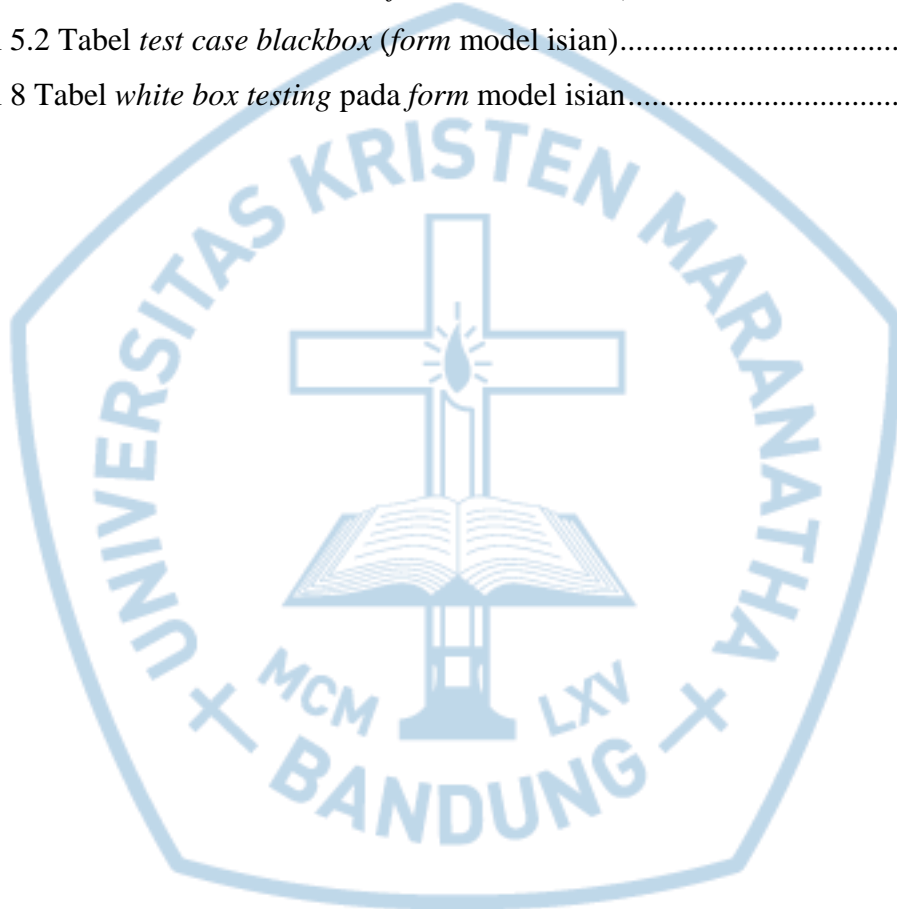 5.2 Tabel test case blackbox (form model isian)...................................
8 Tabel white box testing pada form model isian..................................
UNIVERSITAS KRISTEN MARANATHA
MCM LXV
+ BANDUNG +